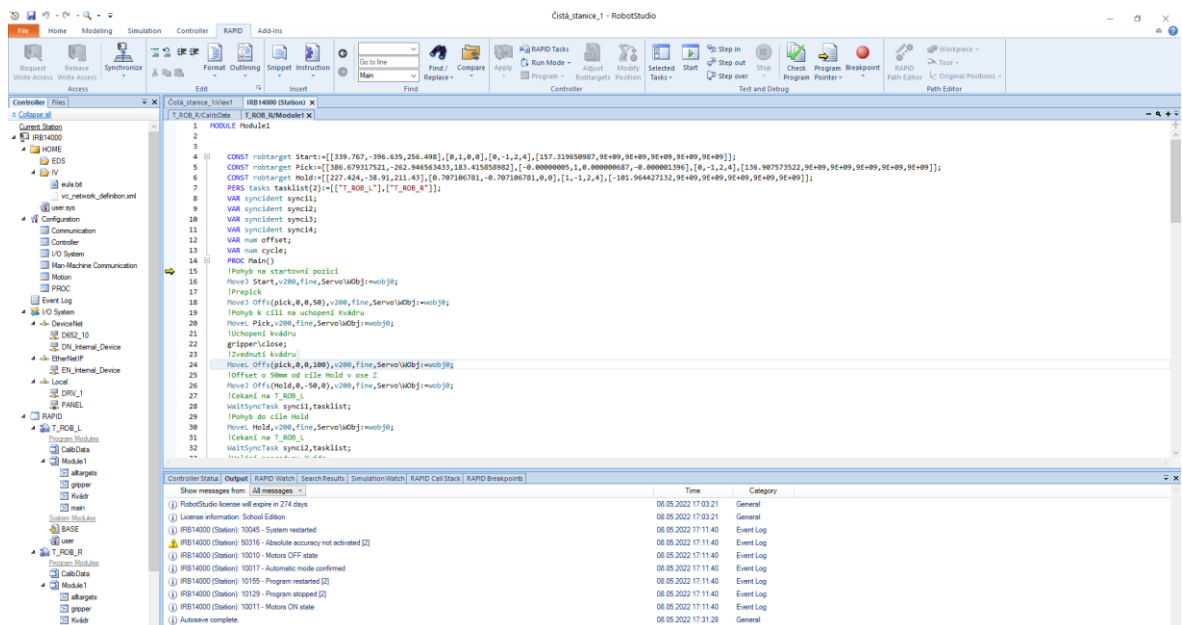 Čistá_stanice_1 - RobotStudio
File Home Modeling Simulation Controller RAPID Add-Ins
Request Write Access Release Write Access Synchronize Format Outlining Snippet Instruction Go to line Main Find / Replace Compare Apply RAPID Tasks Run Mode Program Adjust Robtargets Modify Position Selected Tasks Start Step in Step out Step over Stop Check Program Program Pointer Breakpoint RAPID Path Editor Workpiece Tool Original Positions
Access Edit Insert Find Controller Test and Debug Path Editor
Controller Files
Collapse all
Current Station
IRB14000
HOME
EDS
IV
eula.txt
vc_network_definition.xml
user.sys
Configuration
Communication
Controller
I/O System
Man-Machine Communication
Motion
PROC
Event Log
I/O System
DeviceNet
D652_10
DN_Internal_Device
EtherNetIP
EN_Internal_Device
Local
DRV_1
PANEL
RAPID
T_ROB_L
Program Modules
CalibData
Module1
alltargets
gripper
Kvádr
main
System Modules
BASE
user
T_ROB_R
Program Modules
CalibData
Module1
altargets
gripper
Kvádr
Čistá_stanice_1:View1 IRB14000 (Station) X
T_ROB_R/CalibData T_ROB_R/Module1 X
1 MODULE Module1
2
3
4 CONST robtarget Start:=[[339.767,-396.635,256.498],[0,1,0,0],[0,-1,2,4],[157.319650987,9E+09,9E+09,9E+09,9E+09,9E+09]];
5 CONST robtarget Pick:=[[386.679317521,-262.946563433,183.415858982],[-0.00000005,1,0.000000687,-0.000001396],[0,-1,2,4],[136.907573522,9E+09,9E+09,9E+09,9E+09,9E+09]];
6 CONST robtarget Hold:=[[227.424,-38.91,211.43],[0.707106781,-0.707106781,0,0],[1,-1,2,4],[-101.964427132,9E+09,9E+09,9E+09,9E+09,9E+09]];
7 PERS tasks tasklist{2}:=[["T_ROB_L"],["T_ROB_R"]];
8 VAR syncident synci1;
9 VAR syncident synci2;
10 VAR syncident synci3;
11 VAR syncident synci4;
12 VAR num offset;
13 VAR num cycle;
14 PROC Main()
15 !Pohyb na startovní pozici
16 MoveJ Start,v200,fine,Servo\WObj:=wobj0;
17 !Prepick
18 MoveJ Offs(pick,0,0,50),v200,fine,Servo\WObj:=wobj0;
19 !Pohyb k cíli na uchopení Kvádru
20 MoveL Pick,v200,fine,Servo\WObj:=wobj0;
21 !Uchopení kvádru
22 gripper\close;
23 !Zvednutí kvádru
24 MoveL Offs(pick,0,0,100),v200,fine,Servo\WObj:=wobj0;
25 !Offset o 50mm od cíle Hold v ose Z
26 MoveJ Offs(Hold,0,-50,0),v200,fine,Servo\WObj:=wobj0;
27 !Cekaní na T_ROB_L
28 WaitSyncTask synci1,tasklist;
29 !Pohyb do cíle Hold
30 MoveL Hold,v200,fine,Servo\WObj:=wobj0;
31 !Cekaní na T_ROB_L
32 WaitSyncTask synci2,tasklist;
Controller Status Output RAPID Watch Search Results Simulation Watch RAPID Call Stack RAPID Breakpoints
Show messages from: All messages Time Category
RobotStudio license will expire in 274 days 08.05.2022 17:03:21 General
License information: School Edition 08.05.2022 17:03:21 General
IRB14000 (Station): 10045 - System restarted 08.05.2022 17:11:40 Event Log
IRB14000 (Station): 50316 - Absolute accuracy not activated [2] 08.05.2022 17:11:40 Event Log
IRB14000 (Station): 10010 - Motors OFF state 08.05.2022 17:11:40 Event Log
IRB14000 (Station): 10017 - Automatic mode confirmed 08.05.2022 17:11:40 Event Log
IRB14000 (Station): 10155 - Program restarted [2] 08.05.2022 17:11:40 Event Log
IRB14000 (Station): 10129 - Program stopped [2] 08.05.2022 17:11:40 Event Log
IRB14000 (Station): 10011 - Motors ON state 08.05.2022 17:11:40 Event Log
Autosave complete. 08.05.2022 17:31:28 General